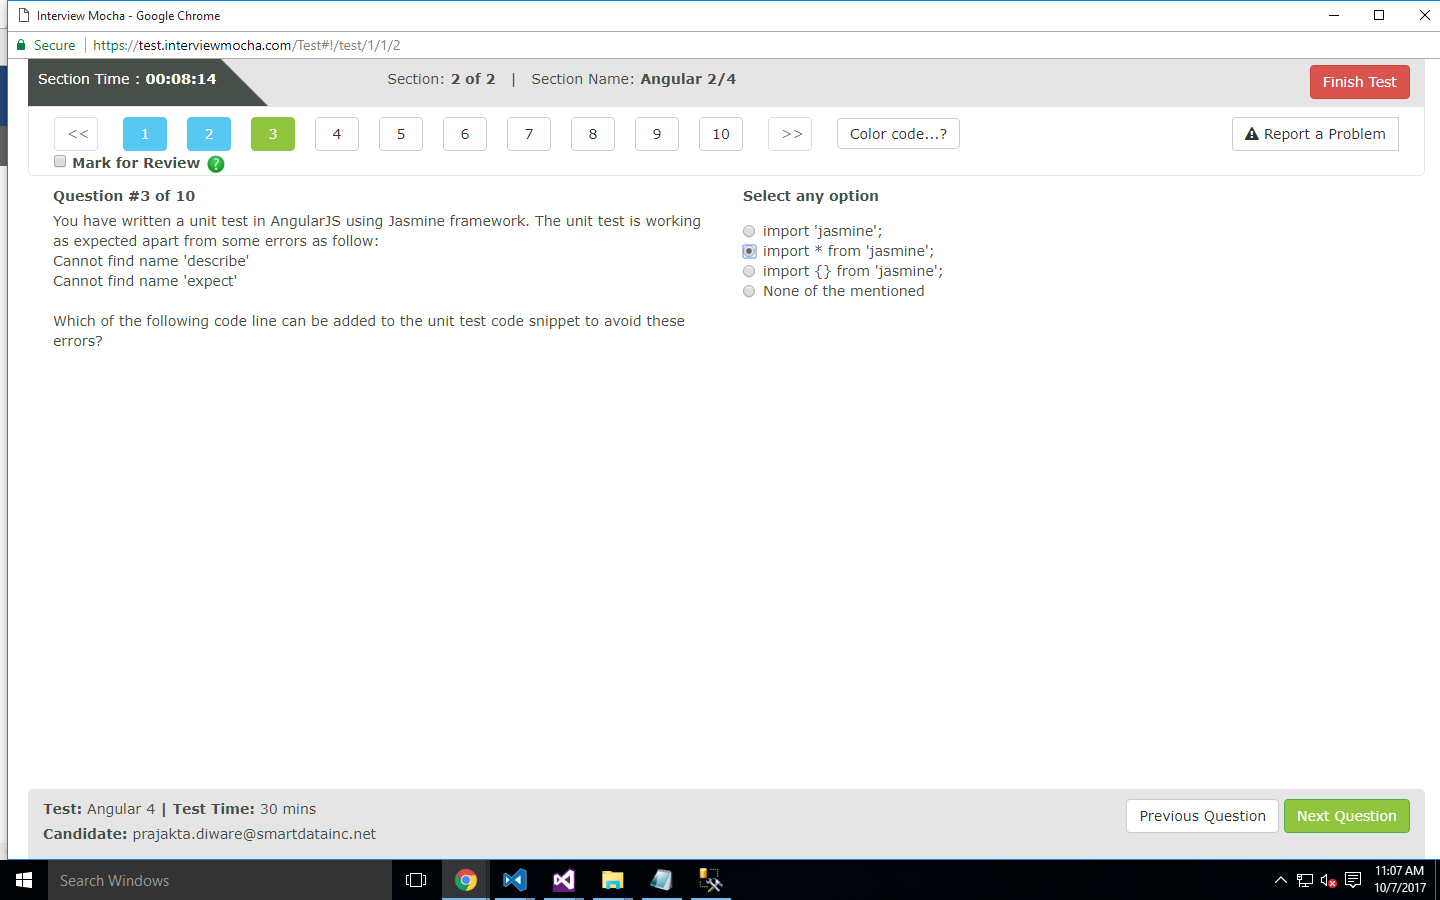 Interview Mocha - Google Chrome
Secure https://test.interviewmocha.com/Test#!/test/1/1/2
Section Time : 00:08:14 Section: 2 of 2 | Section Name: Angular 2/4 Finish Test
<< 1 2 3 4 5 6 7 8 9 10 >> Color code...? Report a Problem
Mark for Review ?
Question #3 of 10
You have written a unit test in AngularJS using Jasmine framework. The unit test is working
as expected apart from some errors as follow:
Cannot find name 'describe'
Cannot find name 'expect'
Which of the following code line can be added to the unit test code snippet to avoid these
errors?
Select any option
import 'jasmine';
import * from 'jasmine';
import {} from 'jasmine';
None of the mentioned
Test: Angular 4 | Test Time: 30 mins
Candidate: prajakta.diware@smartdatainc.net
Previous Question Next Question
Search Windows
11:07 AM
10/7/2017